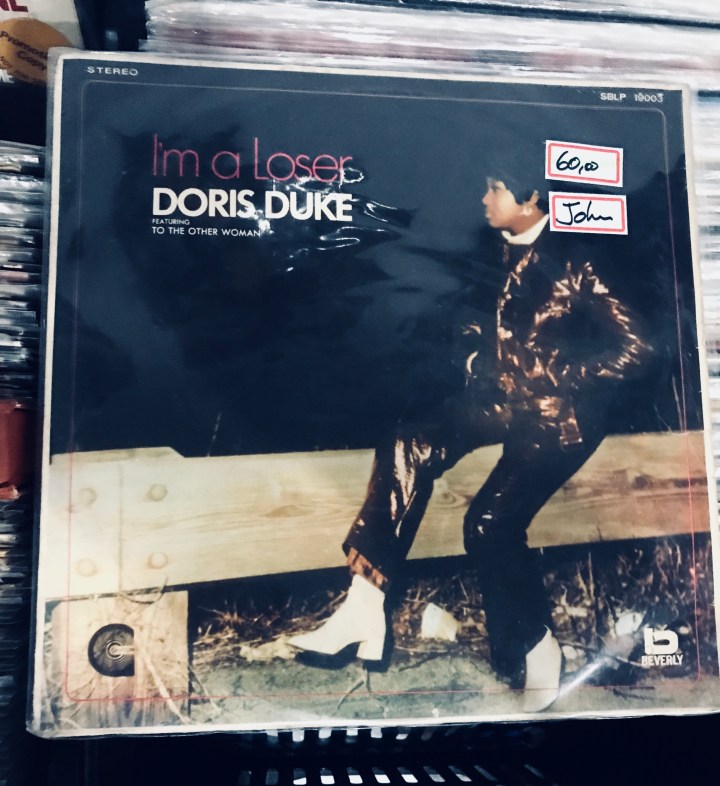 STEREO
SBLP 19003
I'm a Loser
DORIS DUKE
FEATURING
TO THE OTHER WOMAN
60,00
John
b
BEVERLY